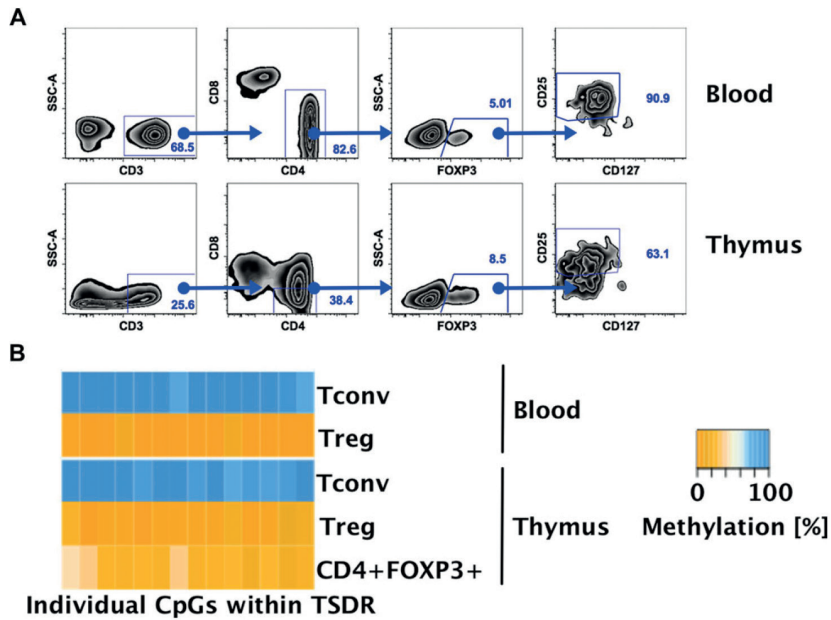 A
SSC-A
CD3
68.5
CD8
CD4
82.6
SSC-A
FOXP3
5.01
CD25
CD127
90.9
Blood
SSC-A
CD3
25.6
CD8
CD4
38.4
SSC-A
FOXP3
8.5
CD25
CD127
63.1
Thymus
B
Tconv
Treg
Blood
Tconv
Treg
CD4+FOXP3+
Thymus
0 100
Methylation [%]
Individual CpGs within TSDR